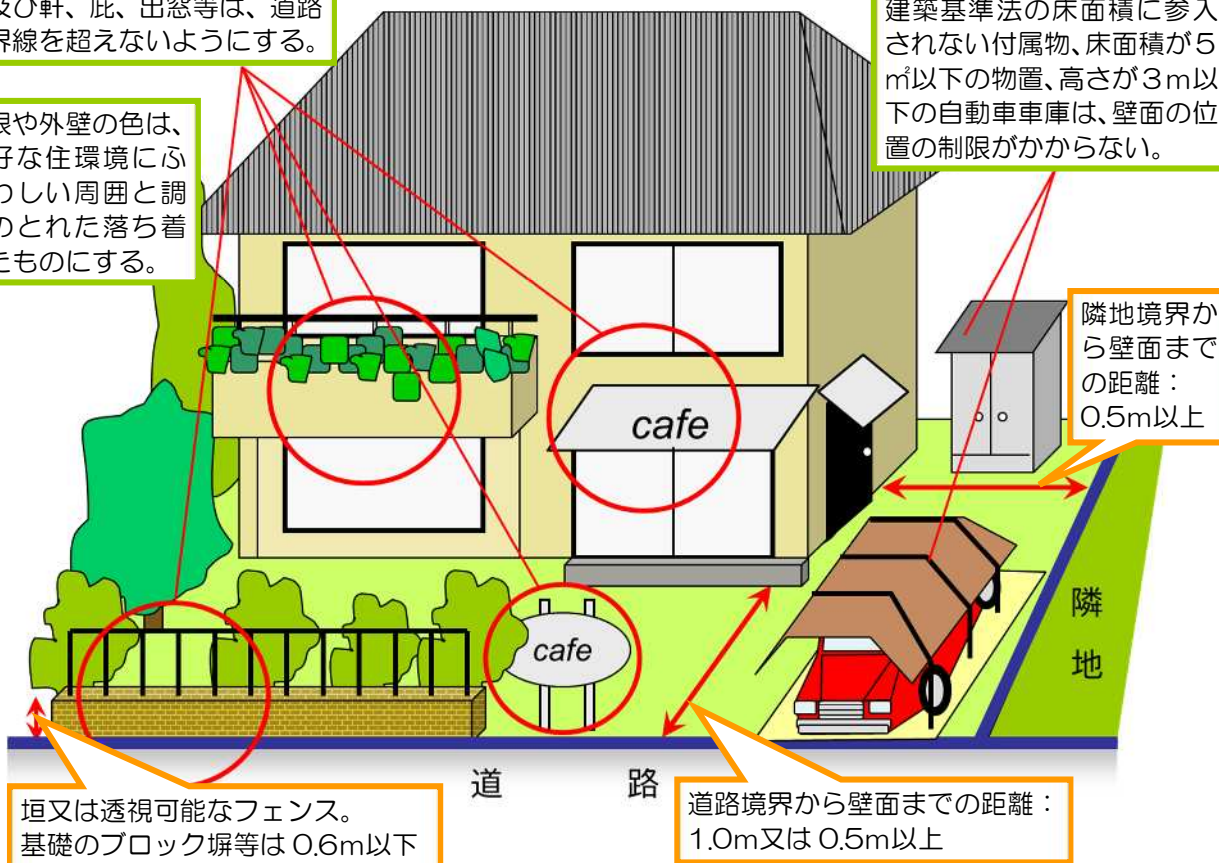 及び軒、庇、出窓等は、道路
界線を超えないようにする。
根や外壁の色は、
好な住環境にふ
わしい周囲と調
のとれた落ち着
たものにする。
建築基準法の床面積に参入
されない付属物、床面積が5
㎡以下の物置、高さが3m以
下の自動車車庫は、壁面の位
置の制限がかからない。
隣地境界か
ら壁面まで
の距離：
0.5m以上
cafe
cafe
隣
地
道 路
垣又は透視可能なフェンス。
基礎のブロック塀等は0.6m以下
道路境界から壁面までの距離：
1.0m又は0.5m以上